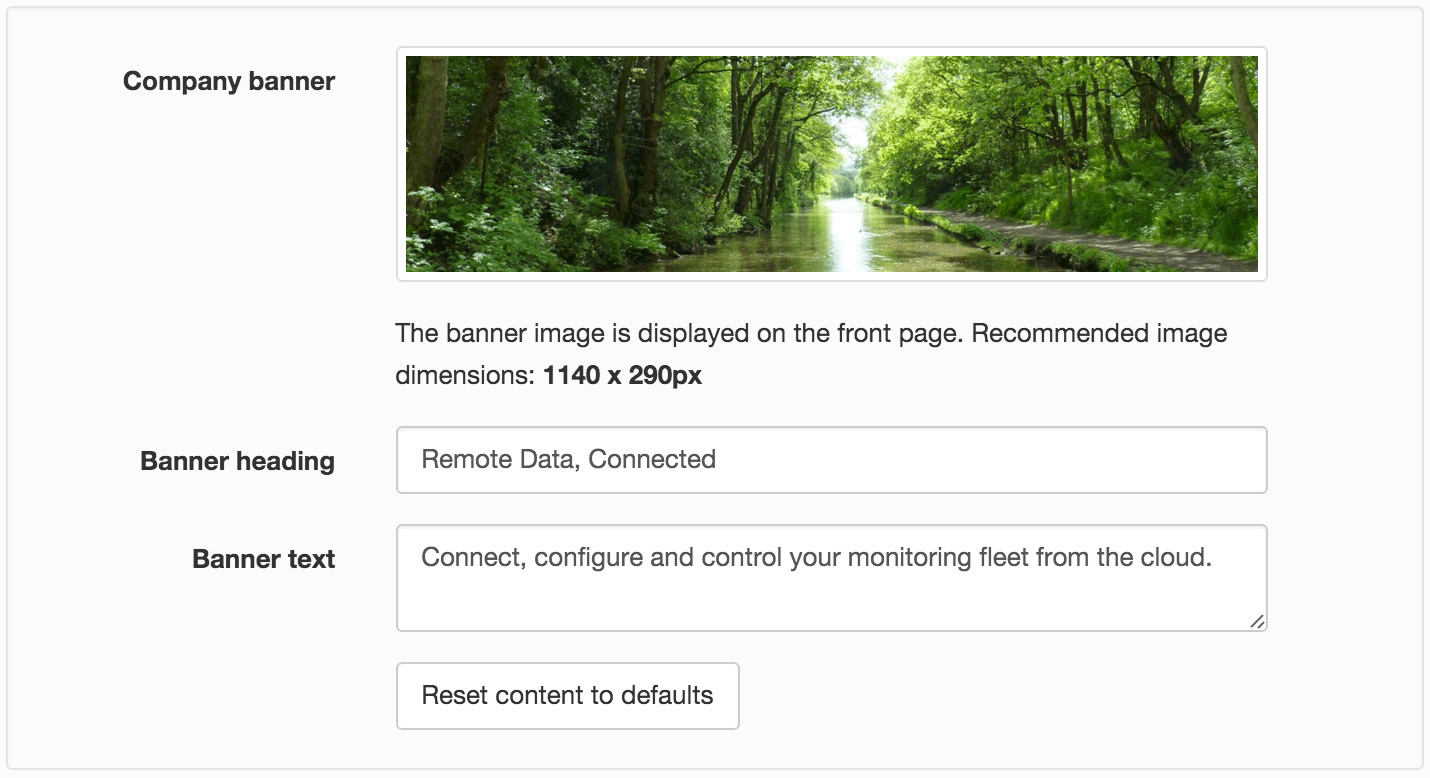 Company banner
The banner image is displayed on the front page. Recommended image
dimensions: 1140 x 290px
Banner heading
Remote Data, Connected
Banner text
Connect, configure and control your monitoring fleet from the cloud.
Reset content to defaults